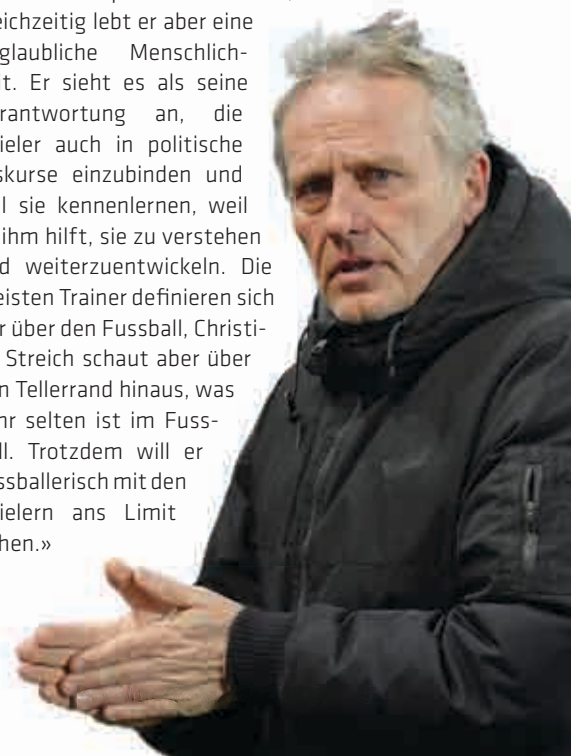 eichzeitig lebt er aber eine
glaubliche Menschlich-
it. Er sieht es als seine
rantwortung an, die
ieler auch in politische
skurse einzubinden und
l sie kennenlernen, weil
ihm hilft, sie zu verstehen
d weiterzuentwickeln. Die
eisten Trainer definieren sich
r über den Fussball, Christi-
Streich schaut aber über
n Tellerrand hinaus, was
hr selten ist im Fuss-
ll. Trotzdem will er
ssballerisch mit den
ielern ans Limit
hen.»